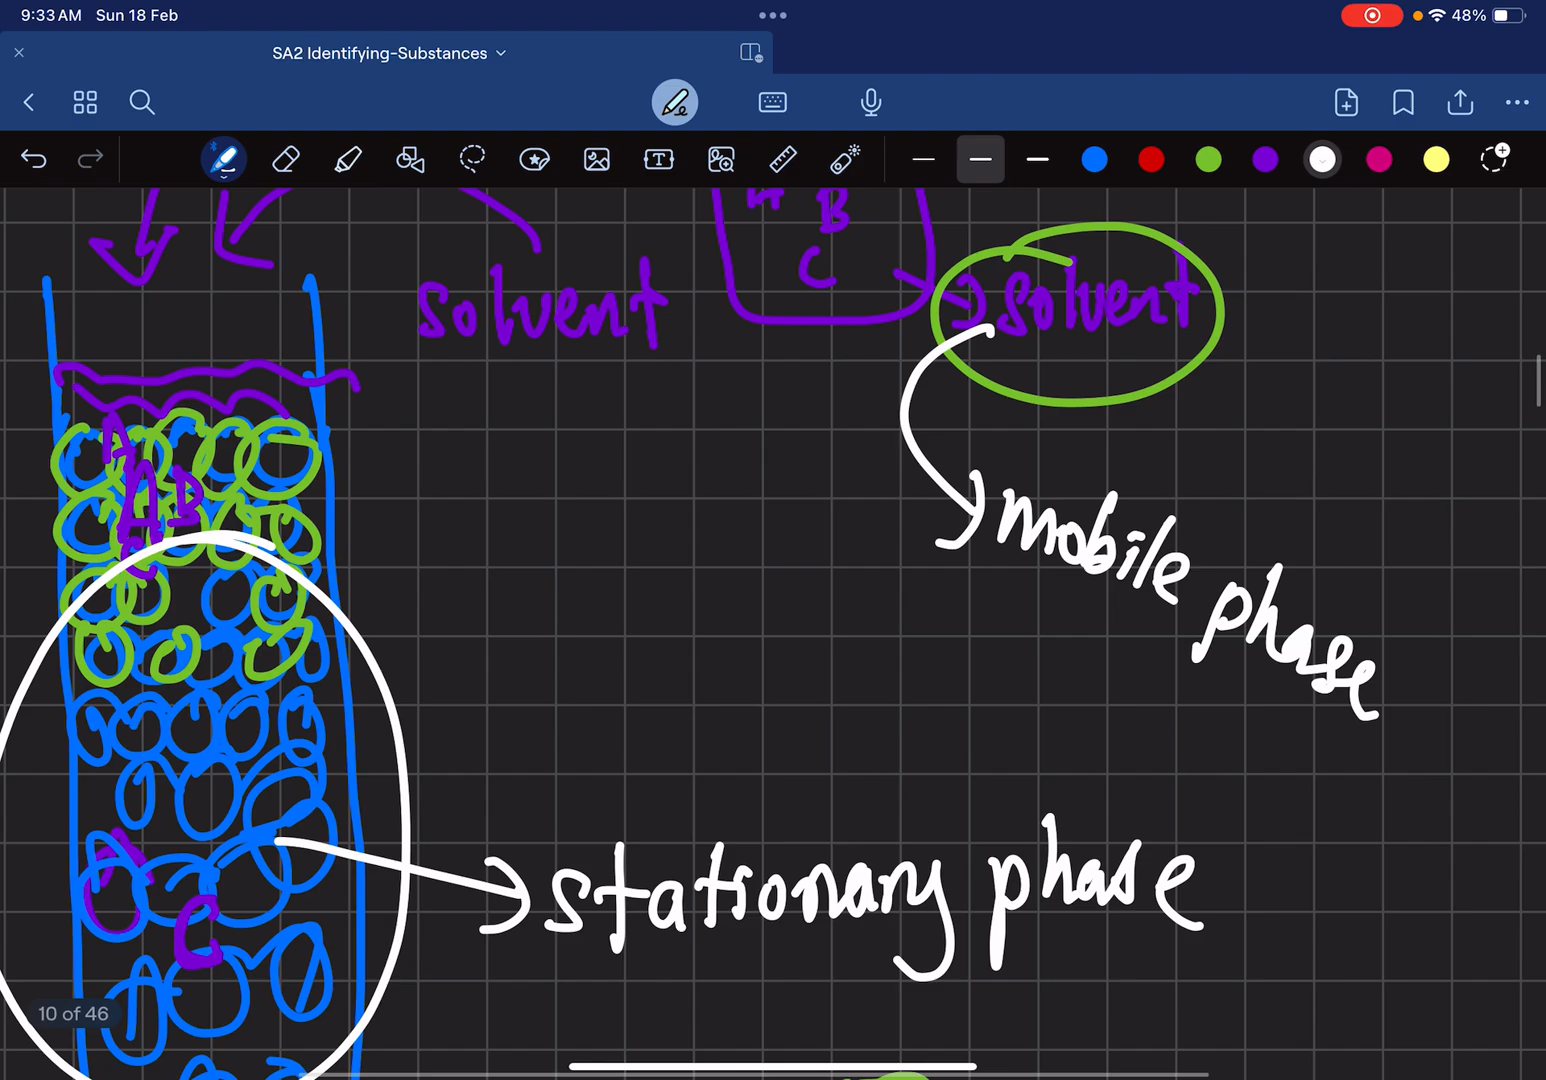 9:33 AM Sun 18 Feb
48%
SA2 Identifying-Substances
T
A B
C
solvent
solvent
A
A B
C
mobile phase
A
C
stationary phase
10 of 46